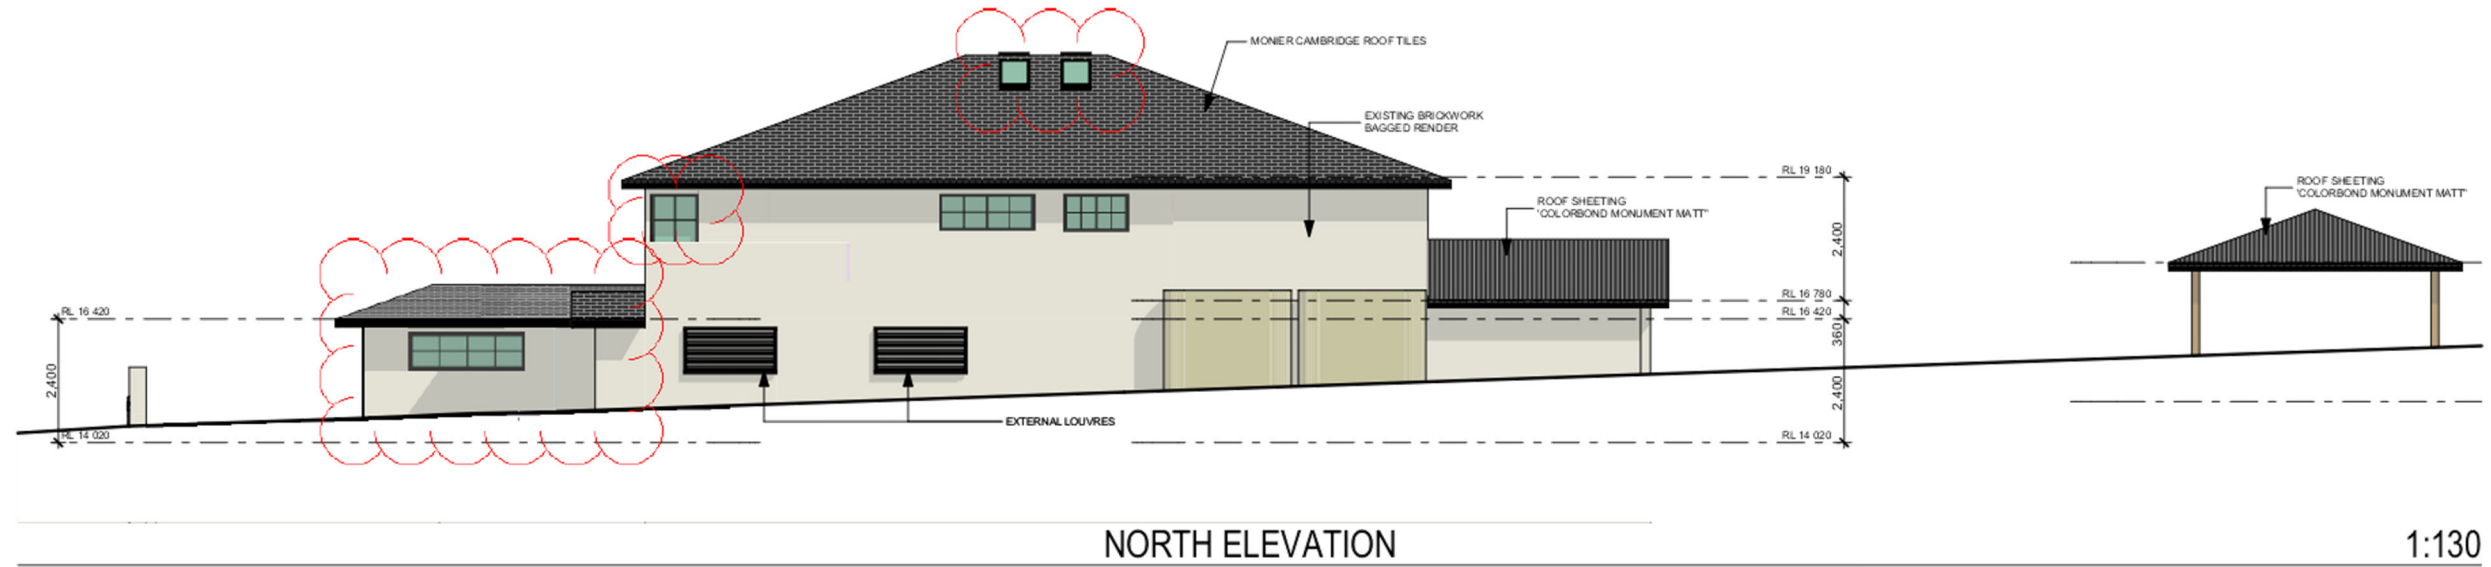 MONIER CAMBRIDGE ROOF TILES
EXISTING BRICKWORK
BAGGED RENDER
RL 19 180
ROOF SHEETING
'COLORBOND MONUMENT MATT'
ROOF SHEETING
'COLORBOND MONUMENT MATT'
2,400
RL 16 780
RL 16 420
RL 16 420
360
2,400
2,400
EXTERNAL LOUVRES
RL 14 020
RL 14 020
NORTH ELEVATION
1:130